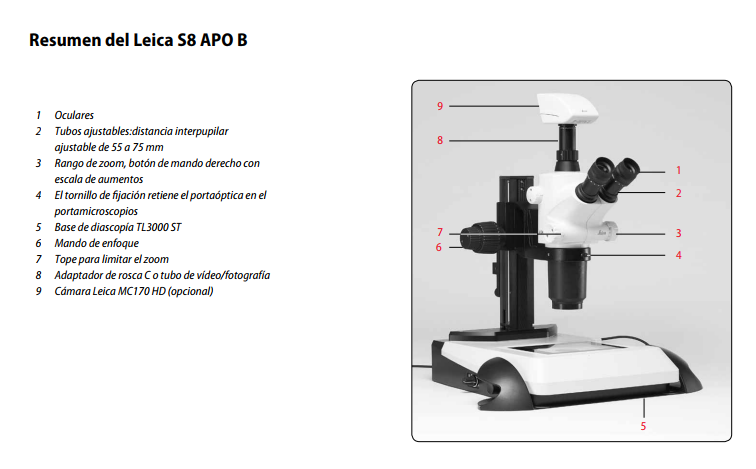 Resumen del Leica S8 APO B
1 Oculares
2 Tubos ajustables:distancia interpupilar
ajustable de 55 a 75 mm
3 Rango de zoom, botón de mando derecho con
escala de aumentos
4 El tornillo de fijación retiene el portaóptica en el
portamicroscopios
5 Base de diascopía TL3000 ST
6 Mando de enfoque
7 Tope para limitar el zoom
8 Adaptador de rosca C o tubo de vídeo/fotografía
9 Cámara Leica MC170 HD (opcional)
9
8
1
2
7
3
6
4
5